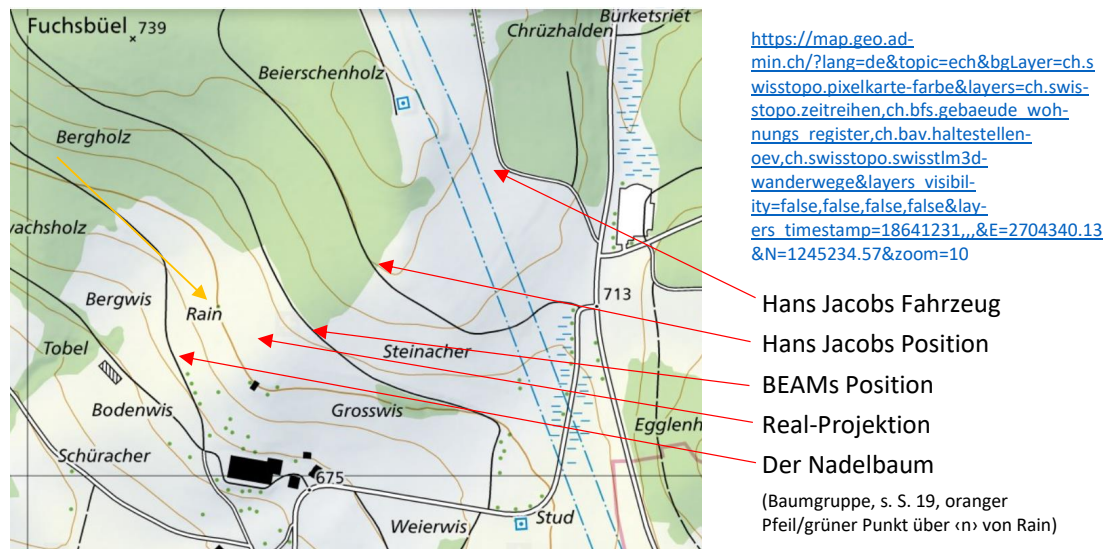 Fuchsbüel 739
Chrüzhalden
Burketsriet
Beierschenholz
Bergholz
vachsholz
Bergwis
Rain
Tobel
713
Steinacher
Bodenwis
Grosswis
Egglenh
Schüracher
675
Weierwis
Stud
https://map.geo.ad-
min.ch/?lang=de&topic=ech&bgLayer=ch.s
wisstopo.pixelkarte-farbe&layers=ch.swis-
stopo.zeitreihen,ch.bfs.gebaeude_woh-
nungs_register,ch.bav.haltestellen-
oev,ch.swisstopo.swisstlm3d-
wanderwege&layers_visibil-
ity=false,false,false,false&lay-
ers_timestamp=18641231,,,&E=2704340.13
&N=1245234.57&zoom=10
Hans Jacobs Fahrzeug
Hans Jacobs Position
BEAMs Position
Real-Projektion
Der Nadelbaum
(Baumgruppe, s. S. 19, oranger
Pfeil/grüner Punkt über ‹n› von Rain)